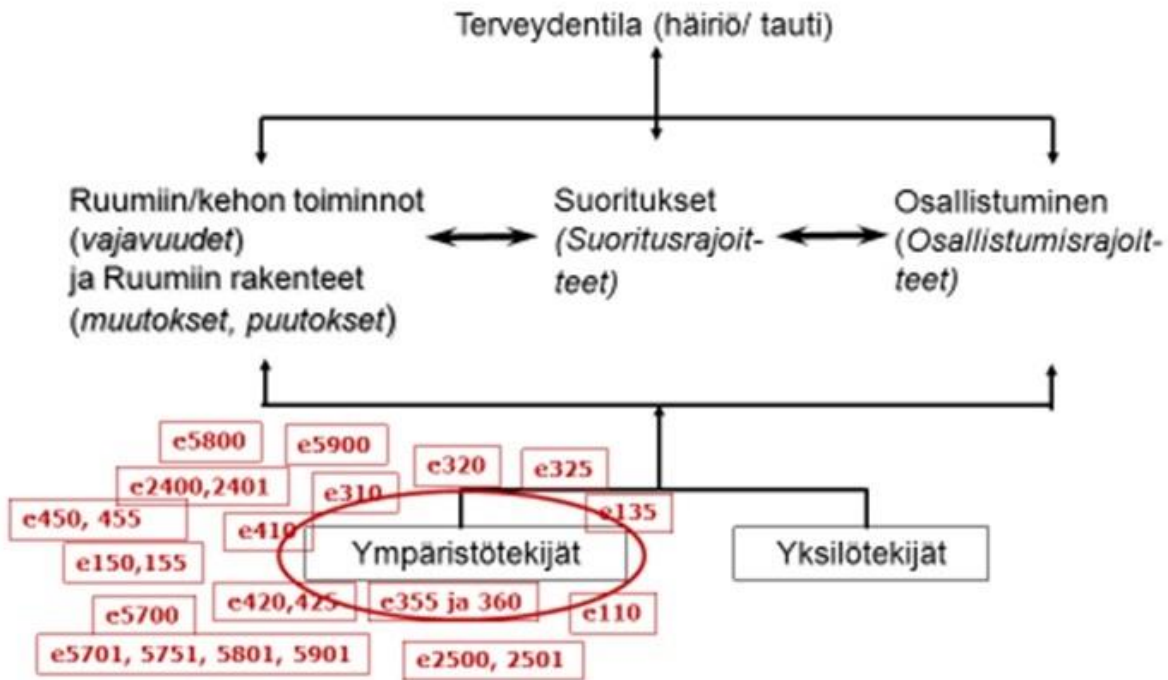 Terveydentila (häiriö/ tauti)
Ruumiin/kehon toiminnot
(vajavuudet)
ja Ruumiin rakenteet
(muutokset, puutokset)
Suoritukset
(Suoritusrajoit-
teet)
Osallistuminen
(Osallistumisrajoit-
teet)
e5800
e5900
e320
e325
e2400,2401
e310
e135
e450, 455
e410
Ympäristötekijät
Yksilötekijät
e150,155
e420,425
e355 ja 360
e110
e5700
e5701, 5751, 5801, 5901
e2500, 2501